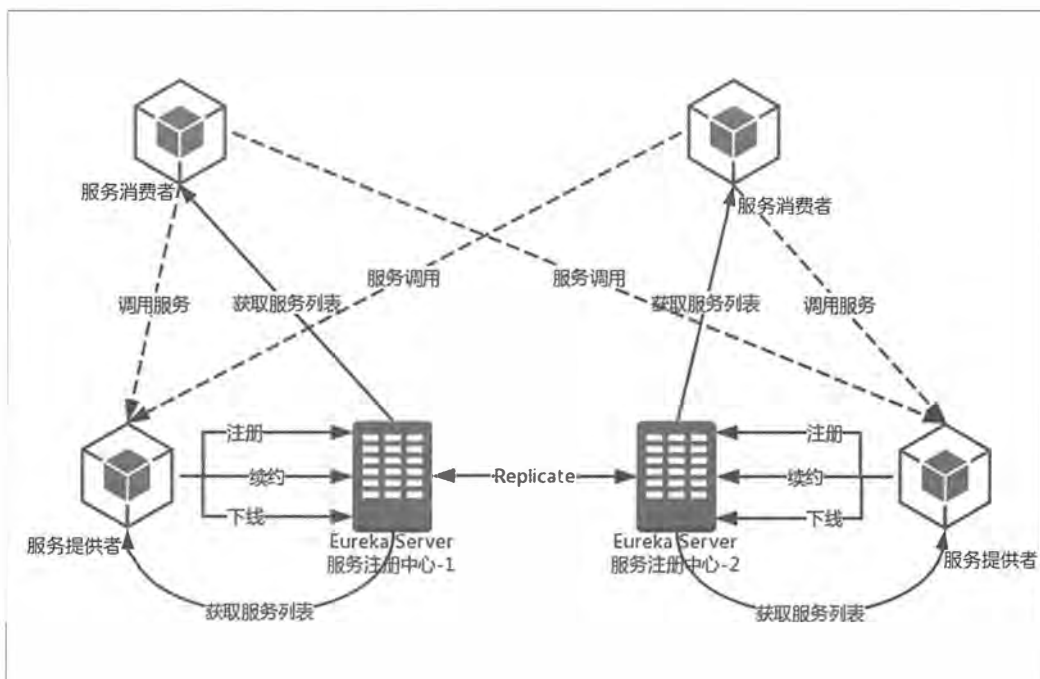 服务消费者
服务消费者
服务调用
服务调用
调用服务
获取服务列表
获取服务列表
调用服务
注册
注册
续约
Replicate
续约
下线
下线
服务提供者
Eureka Server
服务注册中心-1
Eureka Server
服务注册中心-2
服务提供者
获取服务列表
获取服务列表